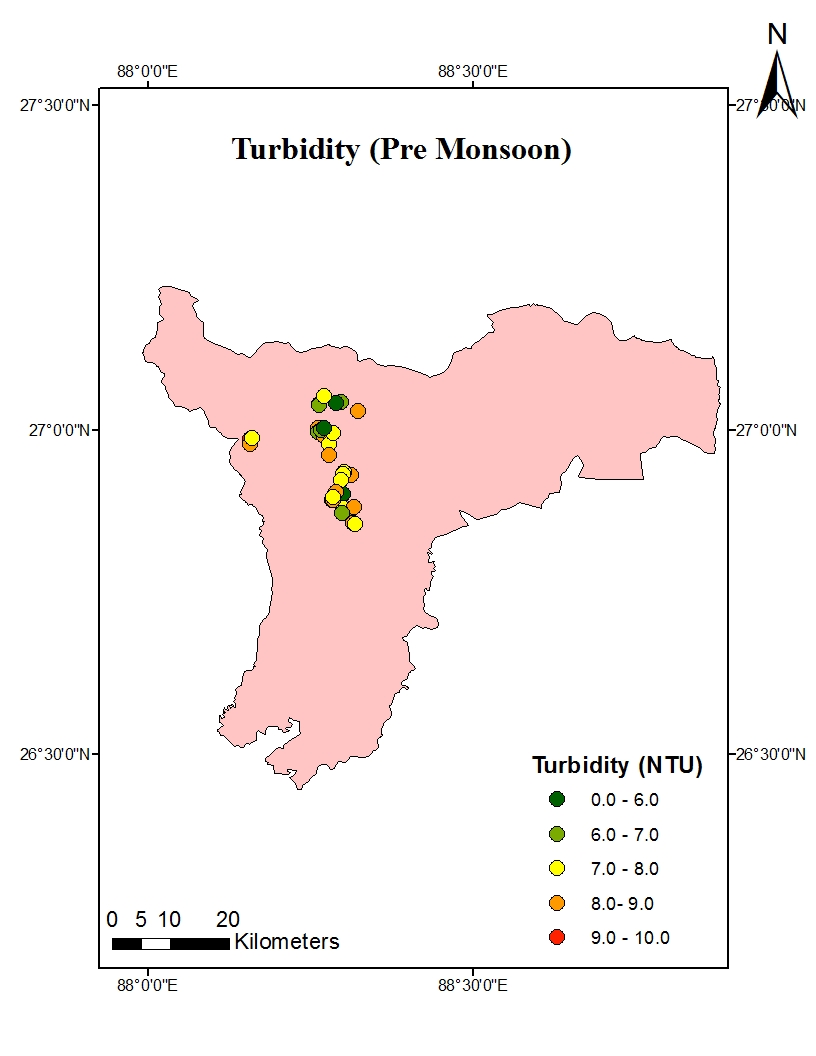 N
88°0'0"E 88°30'0"E
27°30'0"N 27°30'0"N
Turbidity (Pre Monsoon)
27°0'0"N 27°0'0"N
26°30'0"N 26°30'0"N
Turbidity (NTU)
0.0 - 6.0
6.0 - 7.0
7.0 - 8.0
8.0- 9.0
9.0 - 10.0
0 5 10 20
Kilometers
88°0'0"E 88°30'0"E